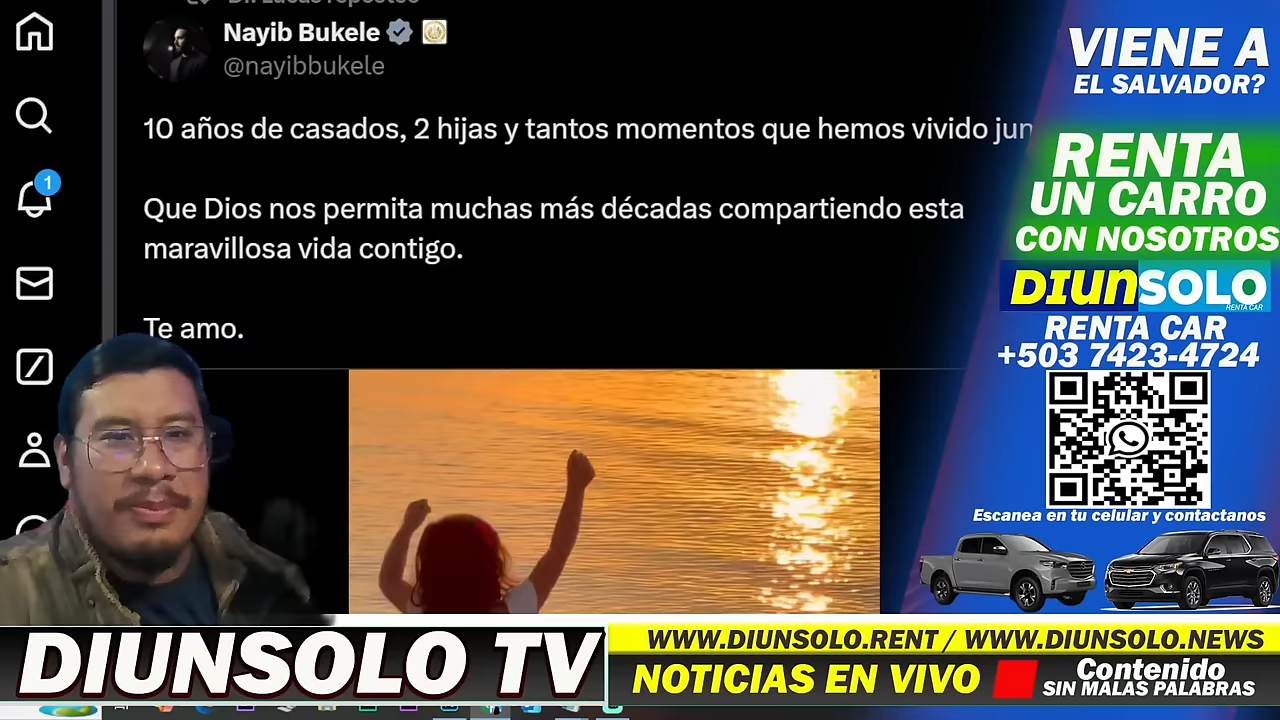 Nayib Bukele
@nayibbukele
10 años de casados, 2 hijas y tantos momentos que hemos vivido jun
Que Dios nos permita muchas más décadas compartiendo esta
maravillosa vida contigo.
Te amo.
1
VIENE A
EL SALVADOR?
RENTA
UN CARRO
CON NOSOTROS
DIUNSOLO
RENTA CAR
RENTA CAR
+503 7423-4724
Escanea en tu celular y contactanos
DIUNSOLO TV
WWW.DIUNSOLO.RENT / WWW.DIUNSOLO.NEWS
NOTICIAS EN VIVO
Contenido
SIN MALAS PALABRAS